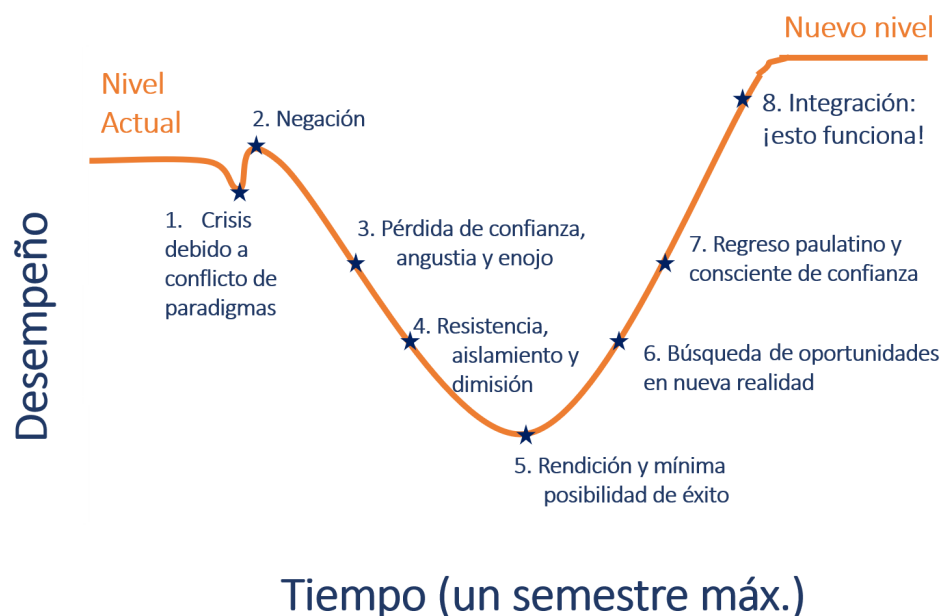 Nuevo nivel
Nivel
Actual
2. Negación
8. Integración:
¡esto funciona!
1. Crisis
debido a
conflicto de
paradigmas
3. Pérdida de confianza,
angustia y enojo
7. Regreso paulatino y
consciente de confianza
4. Resistencia,
aislamiento y
dimisión
6. Búsqueda de oportunidades
en nueva realidad
5. Rendición y mínima
posibilidad de éxito
Desempeño
Tiempo (un semestre máx.)